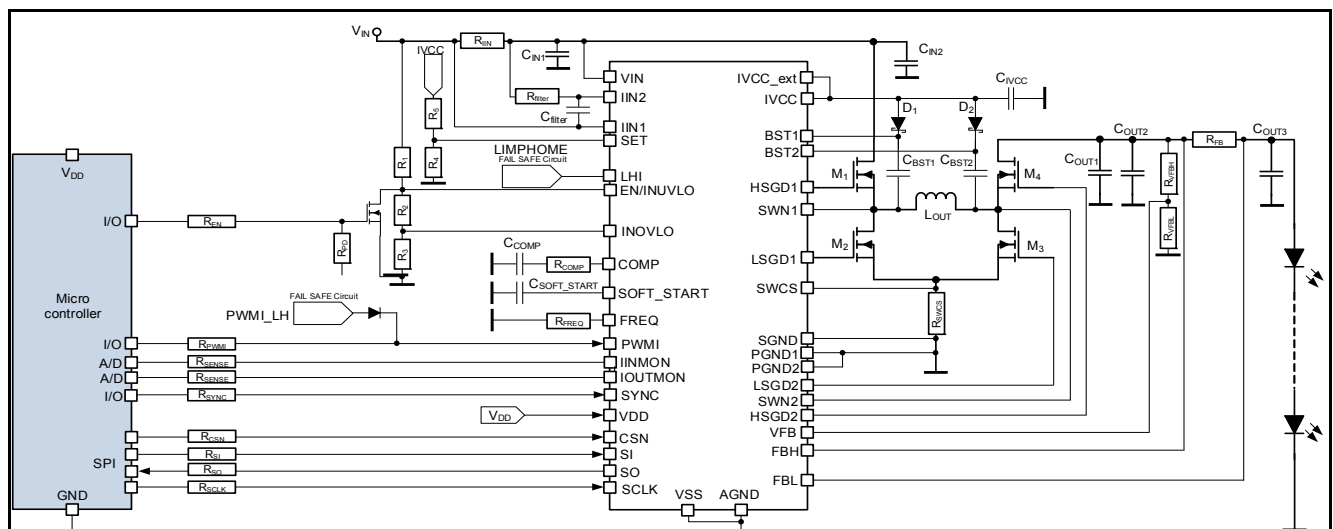 VIN
IVCC
RIIN
CIN1
CIN2
Rfilter
Cfilter
R5
R4
R1
R2
R3
LIMPHOME
FAIL SAFE Circuit
VDD
I/O
REN
RPD
Micro
controller
CCOMP
RCOMP
CSOFT_START
RFREQ
FAIL SAFE Circuit
PWMI_LH
I/O
RPWMI
A/D
RSENSE
A/D
RSENSE
I/O
RSYNC
VDD
RCSN
SPI
RSI
RSO
RSCLK
GND
VIN
IIN2
IIN1
SET
LHI
EN/INUVLO
INOVLO
COMP
SOFT_START
FREQ
PWMI
IINMON
IOUTMON
SYNC
VDD
CSN
SI
SO
SCLK
VSS
AGND
IVCC_ext
IVCC
BST1
BST2
HSGD1
SWN1
LSGD1
SWCS
SGND
PGND1
PGND2
LSGD2
SWN2
HSGD2
VFB
FBH
FBL
CIVCC
D1
D2
CBST1
CBST2
M1
M4
LOUT
M2
M3
RSWCS
COUT1
COUT2
RFB
COUT3
RVFBH
RVFBL